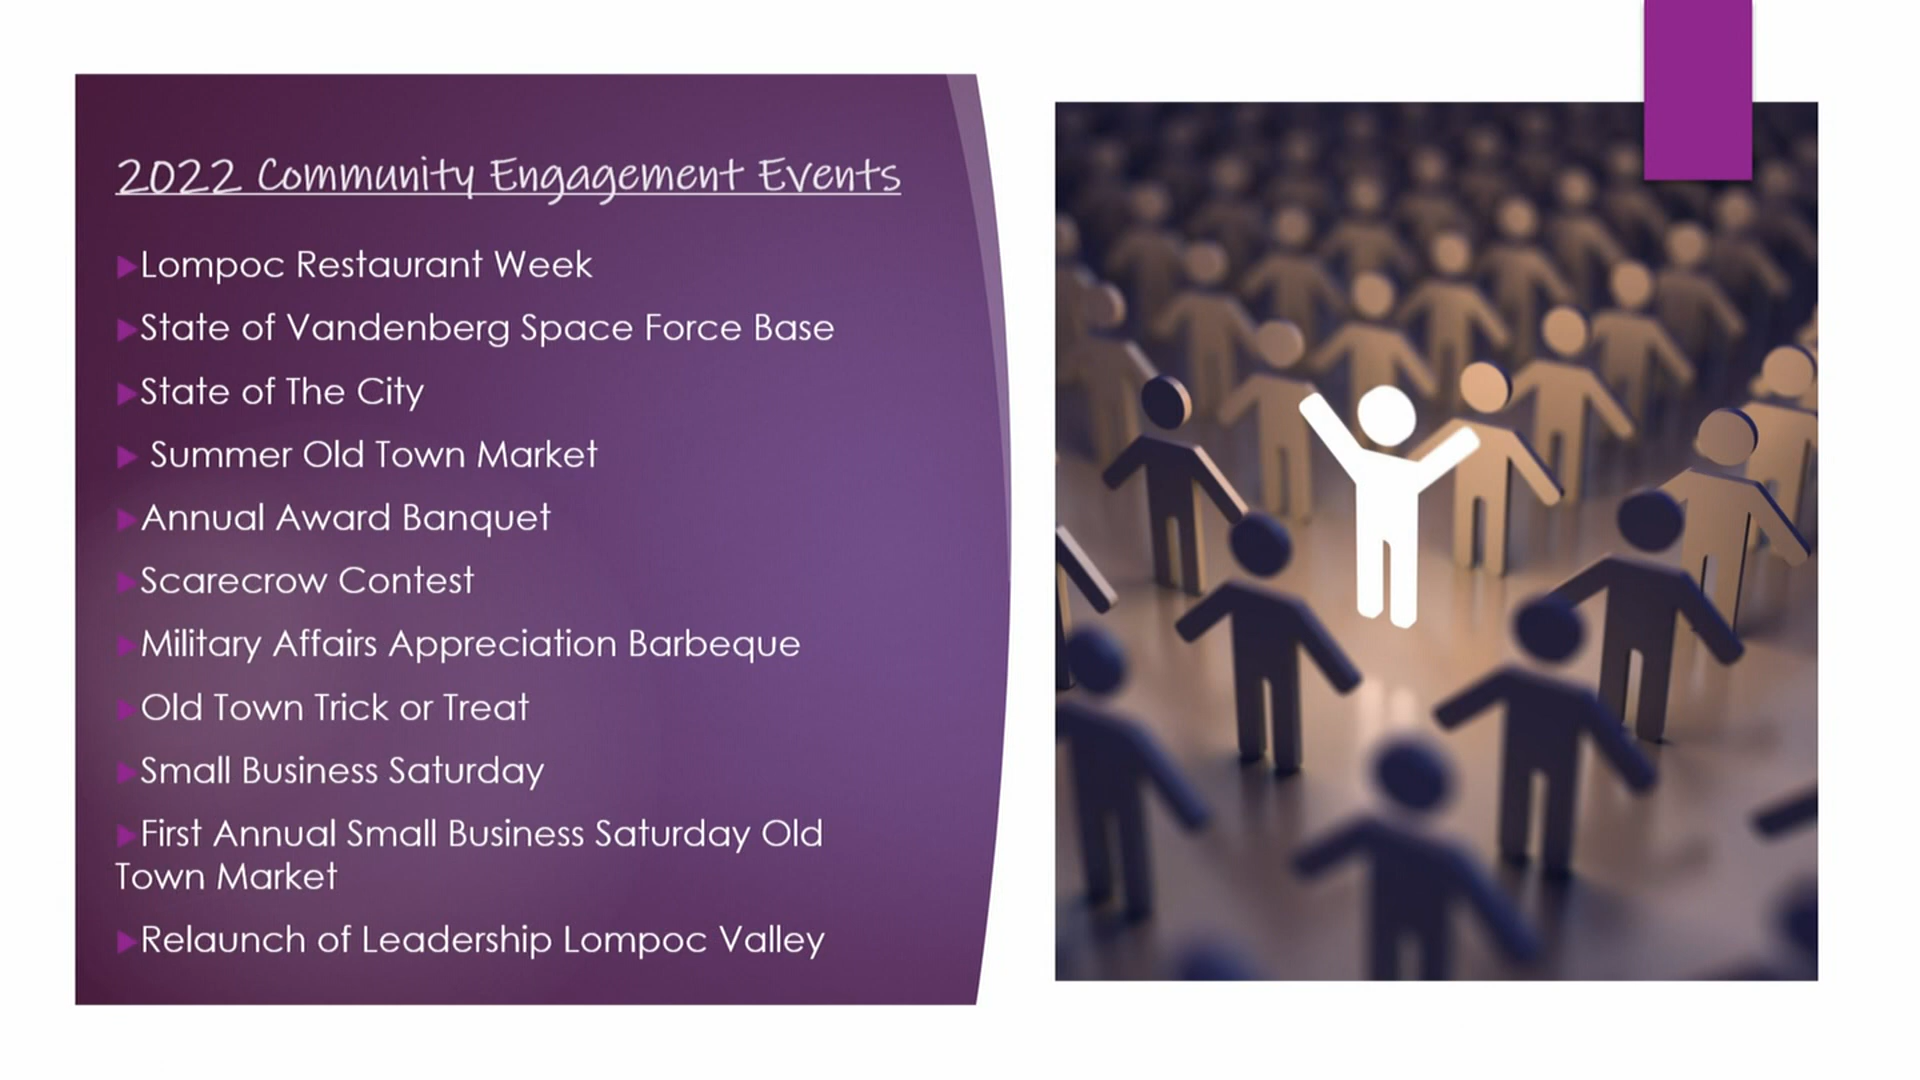 2022 Community Engagement Events
Lompoc Restaurant Week
State of Vandenberg Space Force Base
State of The City
Summer Old Town Market
Annual Award Banquet
Scarecrow Contest
Military Affairs Appreciation Barbeque
Old Town Trick or Treat
Small Business Saturday
First Annual Small Business Saturday Old
Town Market
Relaunch of Leadership Lompoc Valley